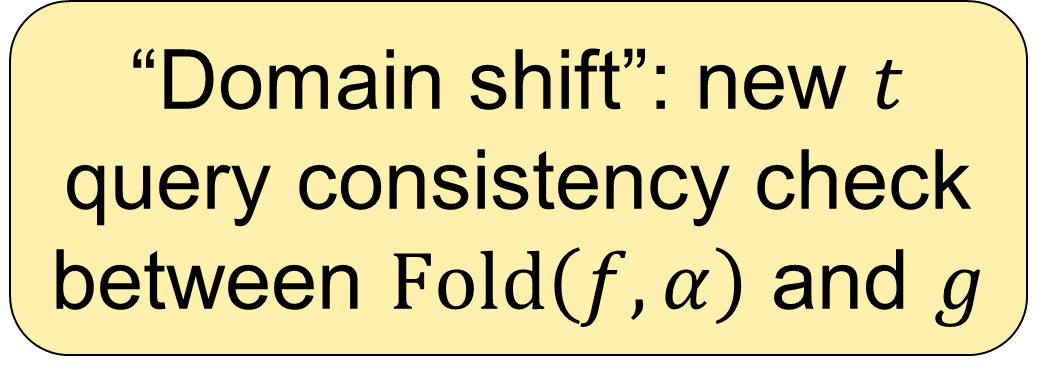 “Domain shift”: new 𝑡
query consistency check
between Fold(𝑓, 𝛼) and 𝑔